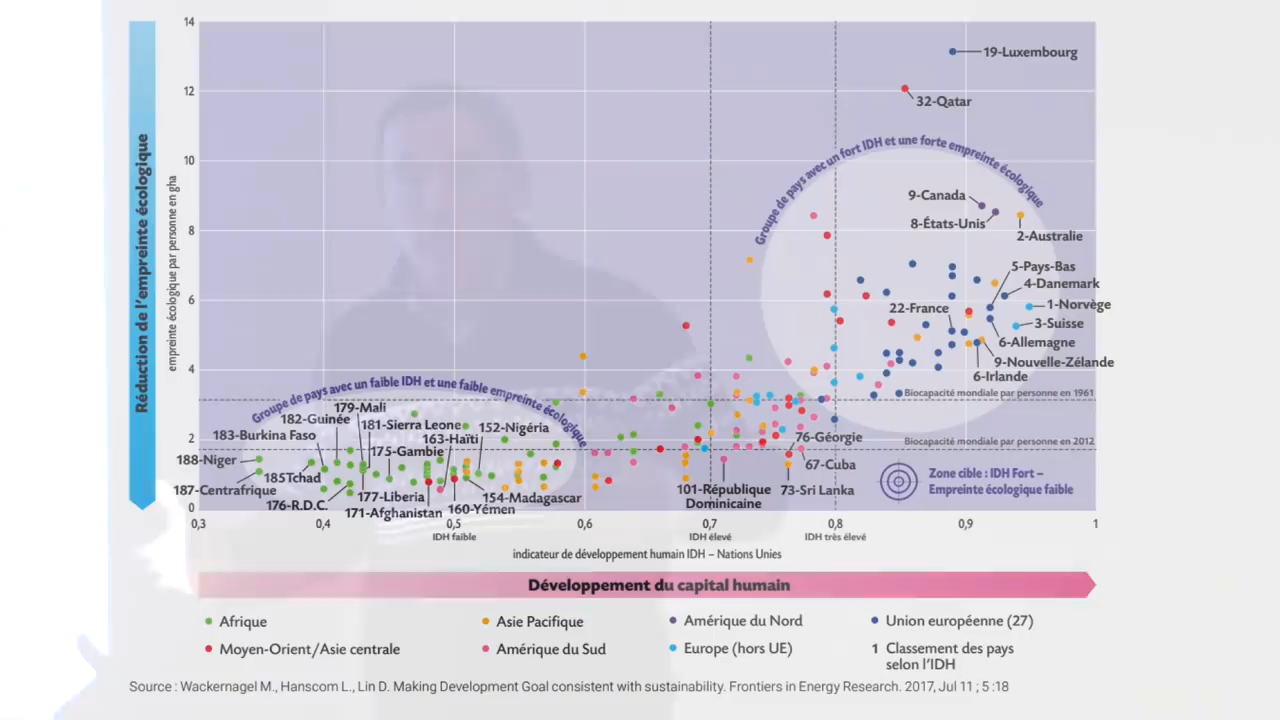 14
19-Luxembourg
12
32-Qatar
Groupe de pays avec un fort IDH et une forte empreinte écologique
10
9-Canada
8-États-Unis
8
2-Australie
5-Pays-Bas
4-Danemark
6
22-France
1-Norvège
3-Suisse
6-Allemagne
9-Nouvelle-Zélande
6-Irlande
4
Réduction de l'empreinte écologique
empreinte écologique par personne en gha
Groupe de pays avec un faible IDH et une faible empreinte écologique
Biocapacité mondiale par personne en 1961
179-Mali
182-Guinée
181-Sierra Leone
152-Nigéria
183-Burkina Faso
163-Haïti
2
Biocapacité mondiale par personne en 2012
76-Géorgie
175-Gambie
188-Niger
67-Cuba
185Tchad
187-Centrafrique
101-République
Dominicaine
73-Sri Lanka
Zone cible : IDH Fort –
Empreinte écologique faible
177-Liberia
154-Madagascar
176-R.D.C.
171-Afghanistan
160-Yémen
0
0,3
0,4
0,5
0,6
0,7
0,8
0,9
1
IDH faible
IDH élevé
IDH très élevé
indicateur de développement humain IDH – Nations Unies
Développement du capital humain
Afrique
Asie Pacifique
Amérique du Nord
Union européenne (27)
Moyen-Orient/Asie centrale
Amérique du Sud
Europe (hors UE)
1 Classement des pays
selon l'IDH
Source : Wackernagel M., Hanscom L., Lin D. Making Development Goal consistent with sustainability. Frontiers in Energy Research. 2017, Jul 11 ; 5 :18